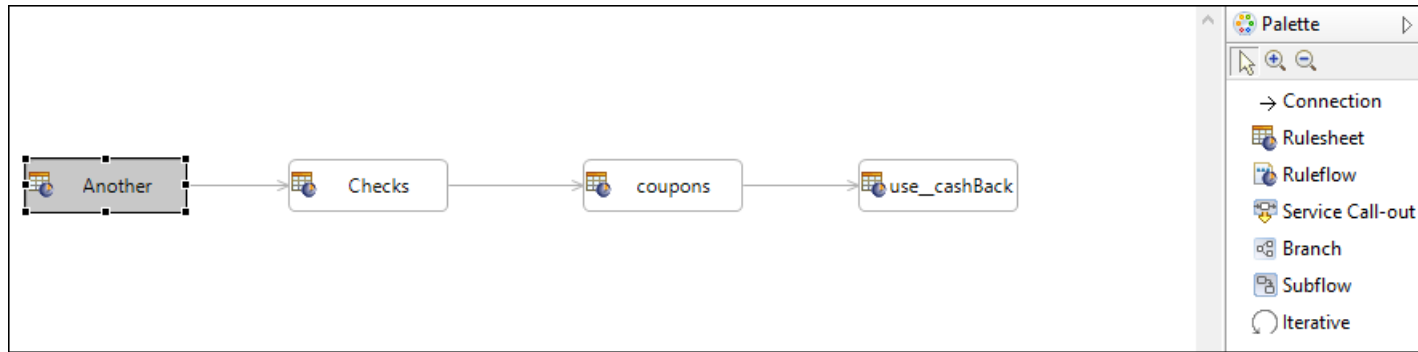 Another
Checks
coupons
use__cashBack
Palette
Connection
Rulesheet
Ruleflow
Service Call-out
Branch
Subflow
Iterative